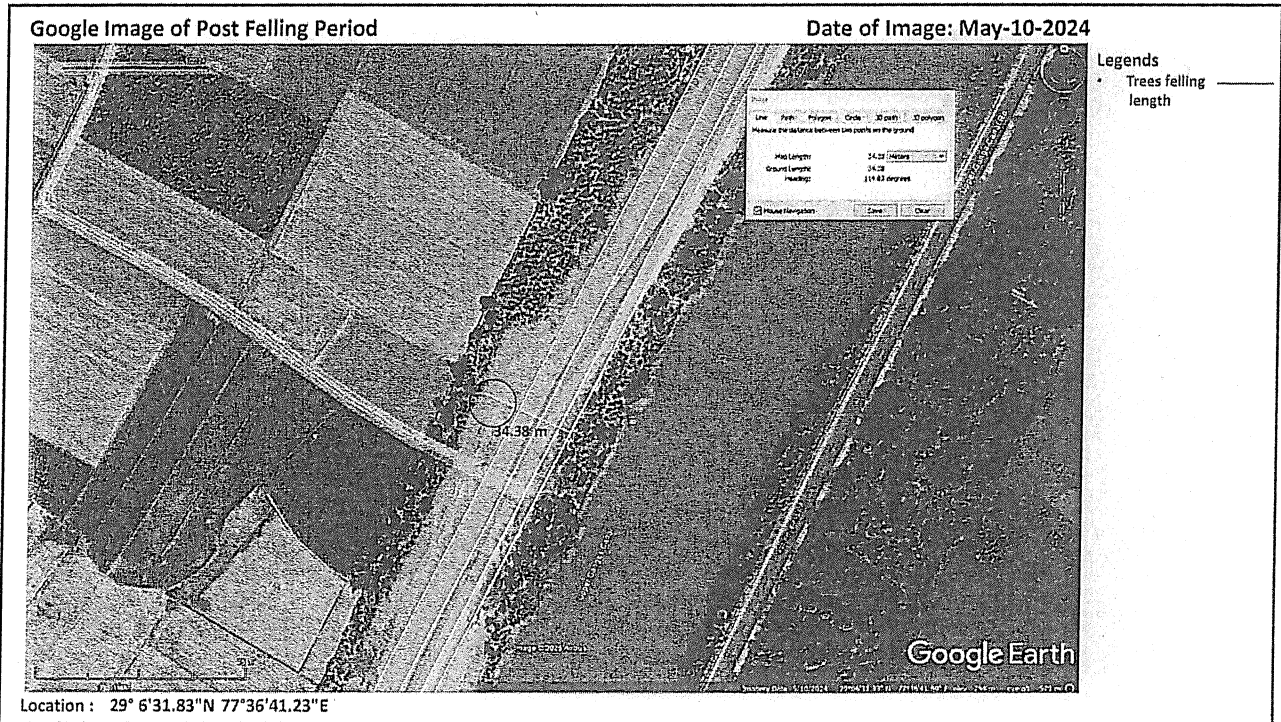 Google Image of Post Felling Period
Date of Image: May-10-2024
Legends
Trees felling length
Line Path Polygon Circle 3D path 3D polygon
Measure the distance between two points on the ground
Map Length: Meters
Ground Length:
Heading: degrees
Mouse Navigation Save Clear
34.38 m
Google Earth
Location : 29° 6'31.83"N 77°36'41.23"E